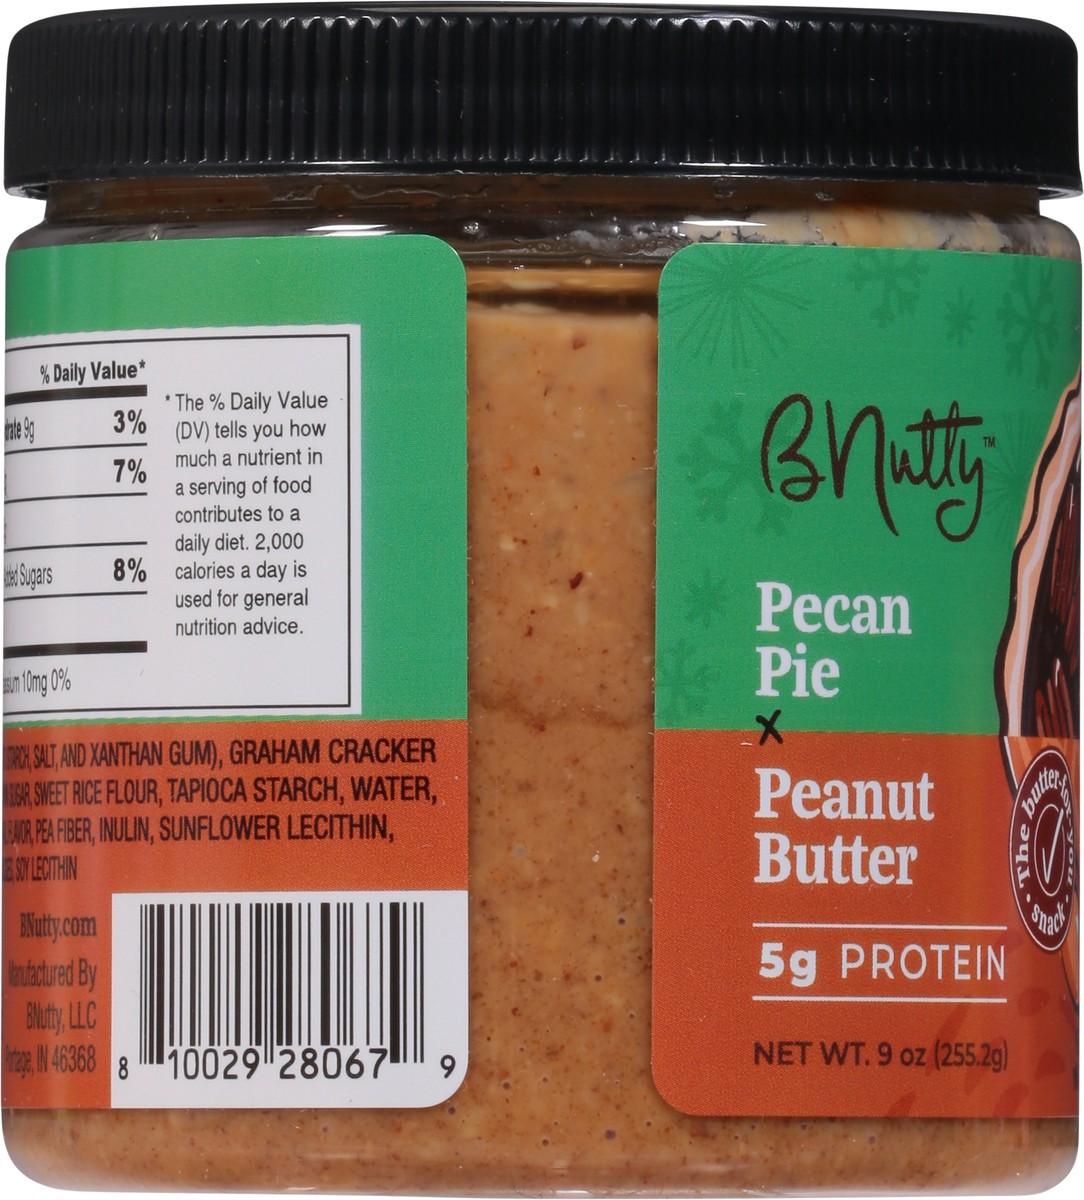 % Daily Value*
9g 3%
7%
Sugars 8%
10mg 0%
* The % Daily Value
(DV) tells you how
much a nutrient in
a serving of food
contributes to a
daily diet. 2,000
calories a day is
used for general
nutrition advice.
SALT, AND XANTHAN GUM), GRAHAM CRACKER
SUGAR, SWEET RICE FLOUR, TAPIOCA STARCH, WATER,
FLAVOR, PEA FIBER, INULIN, SUNFLOWER LECITHIN,
SOY LECITHIN
BNutty.com
Manufactured By
BNutty, LLC
Portage, IN 46368
8 10029 28067 9
BNutty™
Pecan
Pie
x
Peanut
Butter
5g PROTEIN
NET WT. 9 oz (255.2g)
The butter-for-you
snack